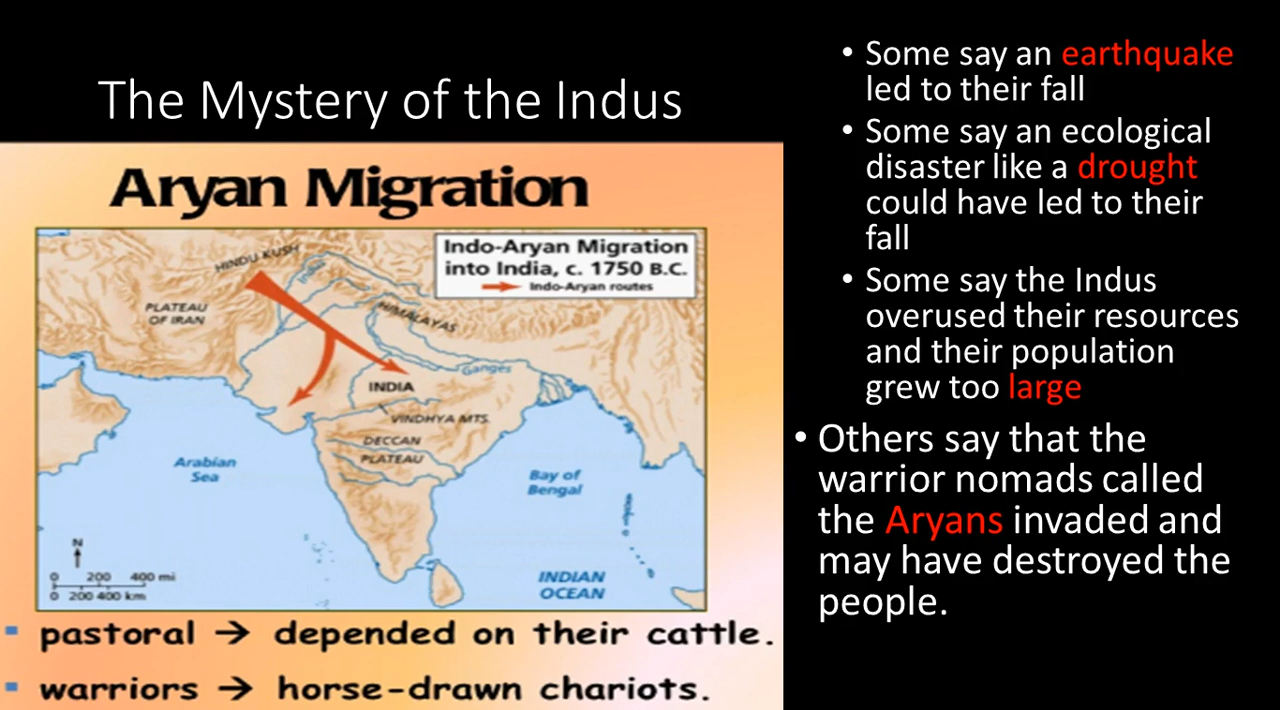 The Mystery of the Indus
Aryan Migration
Indo-Aryan Migration
into India, c. 1750 B.C.
Indo-Aryan routes
HINDU KUSH
Indus
PLATEAU
OF IRAN
HIMALAYAS
Ganges
INDIA
VINDHYA MTS.
DECCAN
PLATEAU
Arabian
Sea
Bay of
Bengal
N
0 200 400 mi
0 200 400 km
INDIAN
OCEAN
▪ pastoral → depended on their cattle.
▪ warriors → horse-drawn chariots.
• Some say an earthquake
led to their fall
• Some say an ecological
disaster like a drought
could have led to their
fall
• Some say the Indus
overused their resources
and their population
grew too large
• Others say that the
warrior nomads called
the Aryans invaded and
may have destroyed the
people.